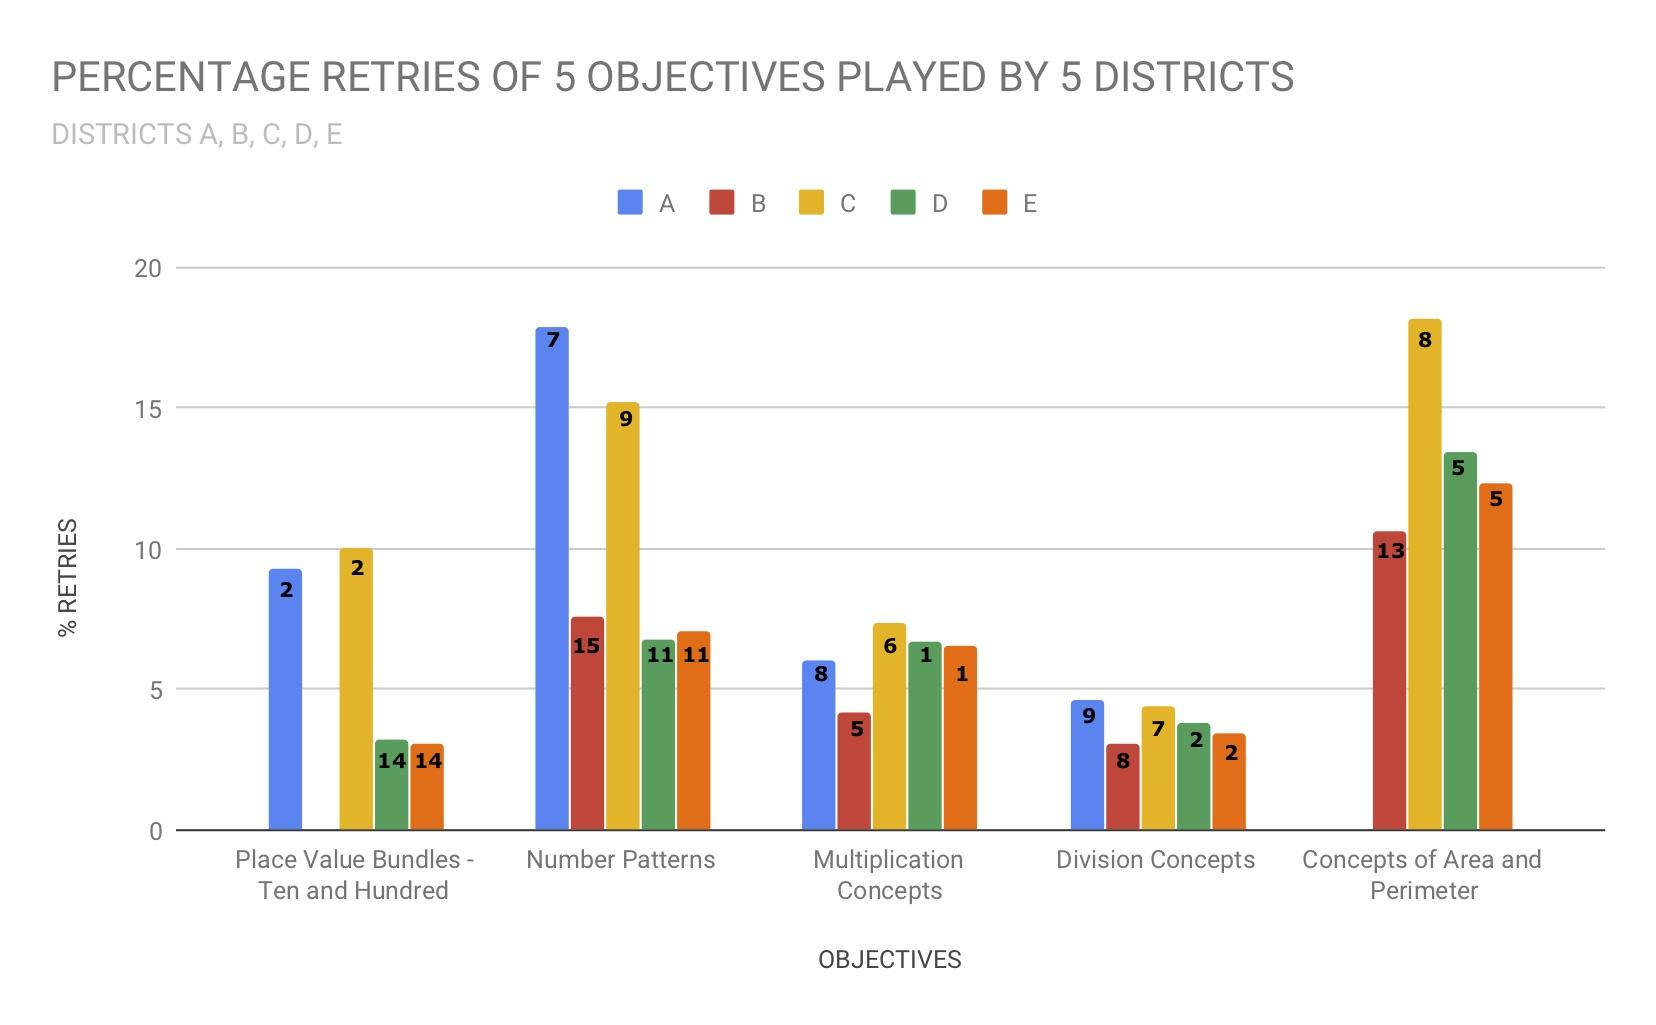 PERCENTAGE RETRIES OF 5 OBJECTIVES PLAYED BY 5 DISTRICTS
DISTRICTS A, B, C, D, E
A B C D E
20
15
10
5
0
% RETRIES
2 2 14 14
7 15 9 11 11
8 5 6 1 1
9 8 7 2 2
13 8 5 5
Place Value Bundles -
Ten and Hundred
Number Patterns
Multiplication
Concepts
Division Concepts
Concepts of Area and
Perimeter
OBJECTIVES